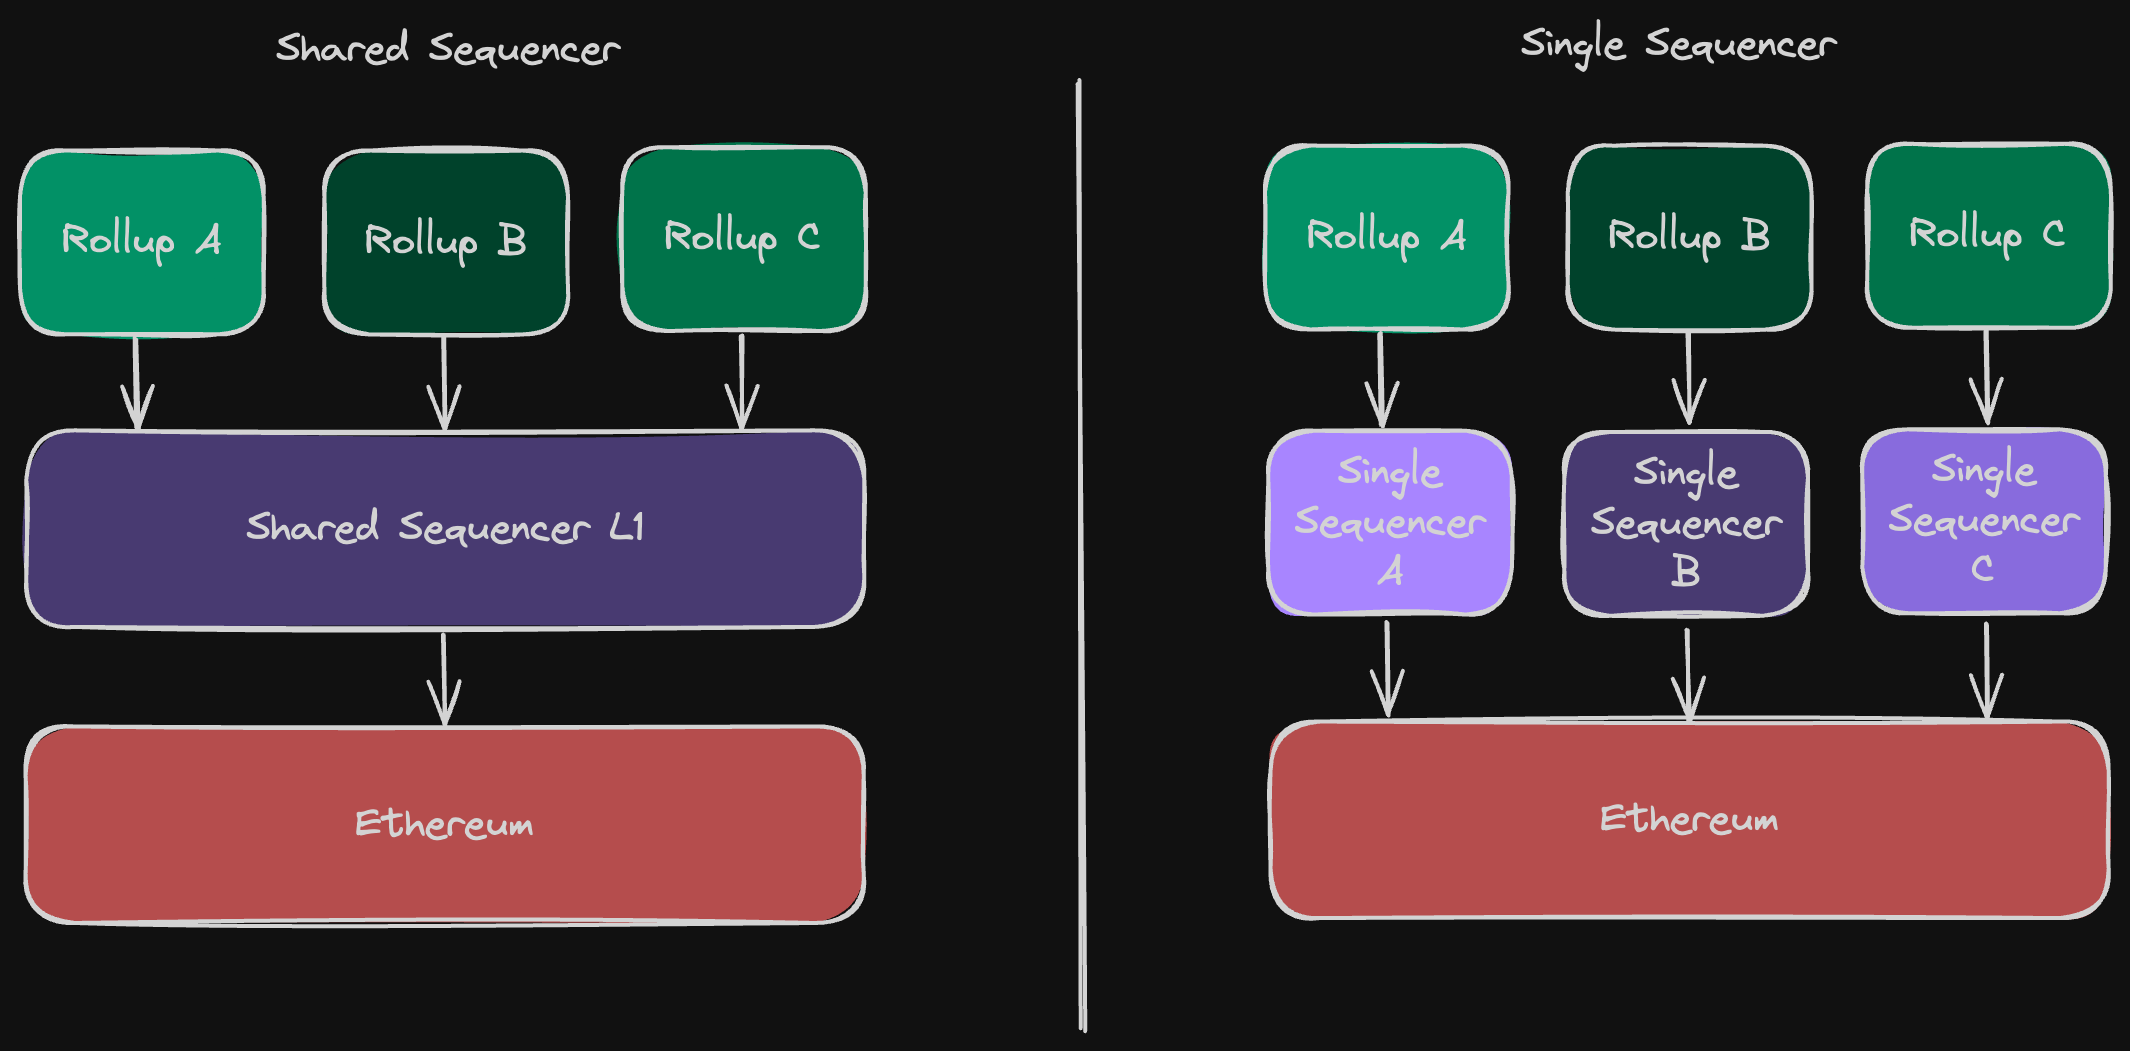 Shared Sequencer
Rollup A
Rollup B
Rollup C
Shared Sequencer L1
Ethereum
Single Sequencer
Rollup A
Rollup B
Rollup C
Single
Sequencer
A
Single
Sequencer
B
Single
Sequencer
C
Ethereum